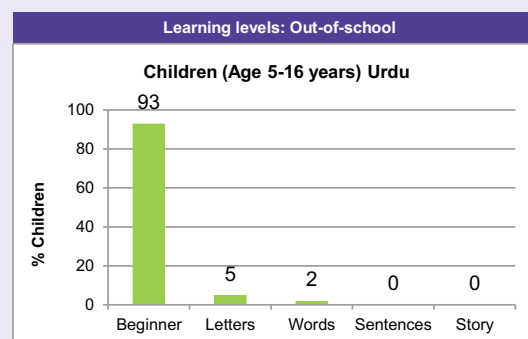 Learning levels: Out-of-school
Children (Age 5-16 years) Urdu
% Children
100
80
60
40
20
0
93
5
2
0
0
Beginner Letters Words Sentences Story